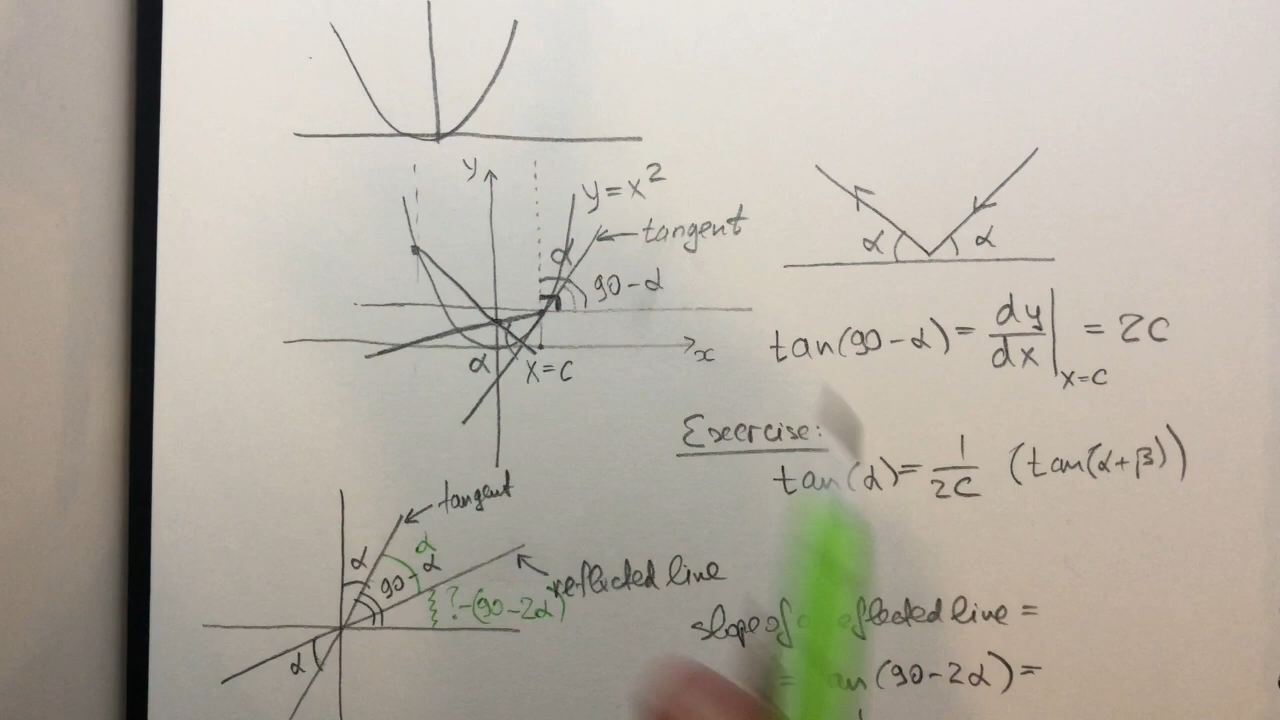 y
y=x²
tangent
α
90-α
x
α
x=c
α α
tan(90-α)= dy/dx | x=c = 2c
Exercise:
tan(α)= 1/2c (tan(α+β))
tangent
α
α
90-α
?-(90-2α)
reflected line
α
slope of reflected line =
= tan(90-2α)=